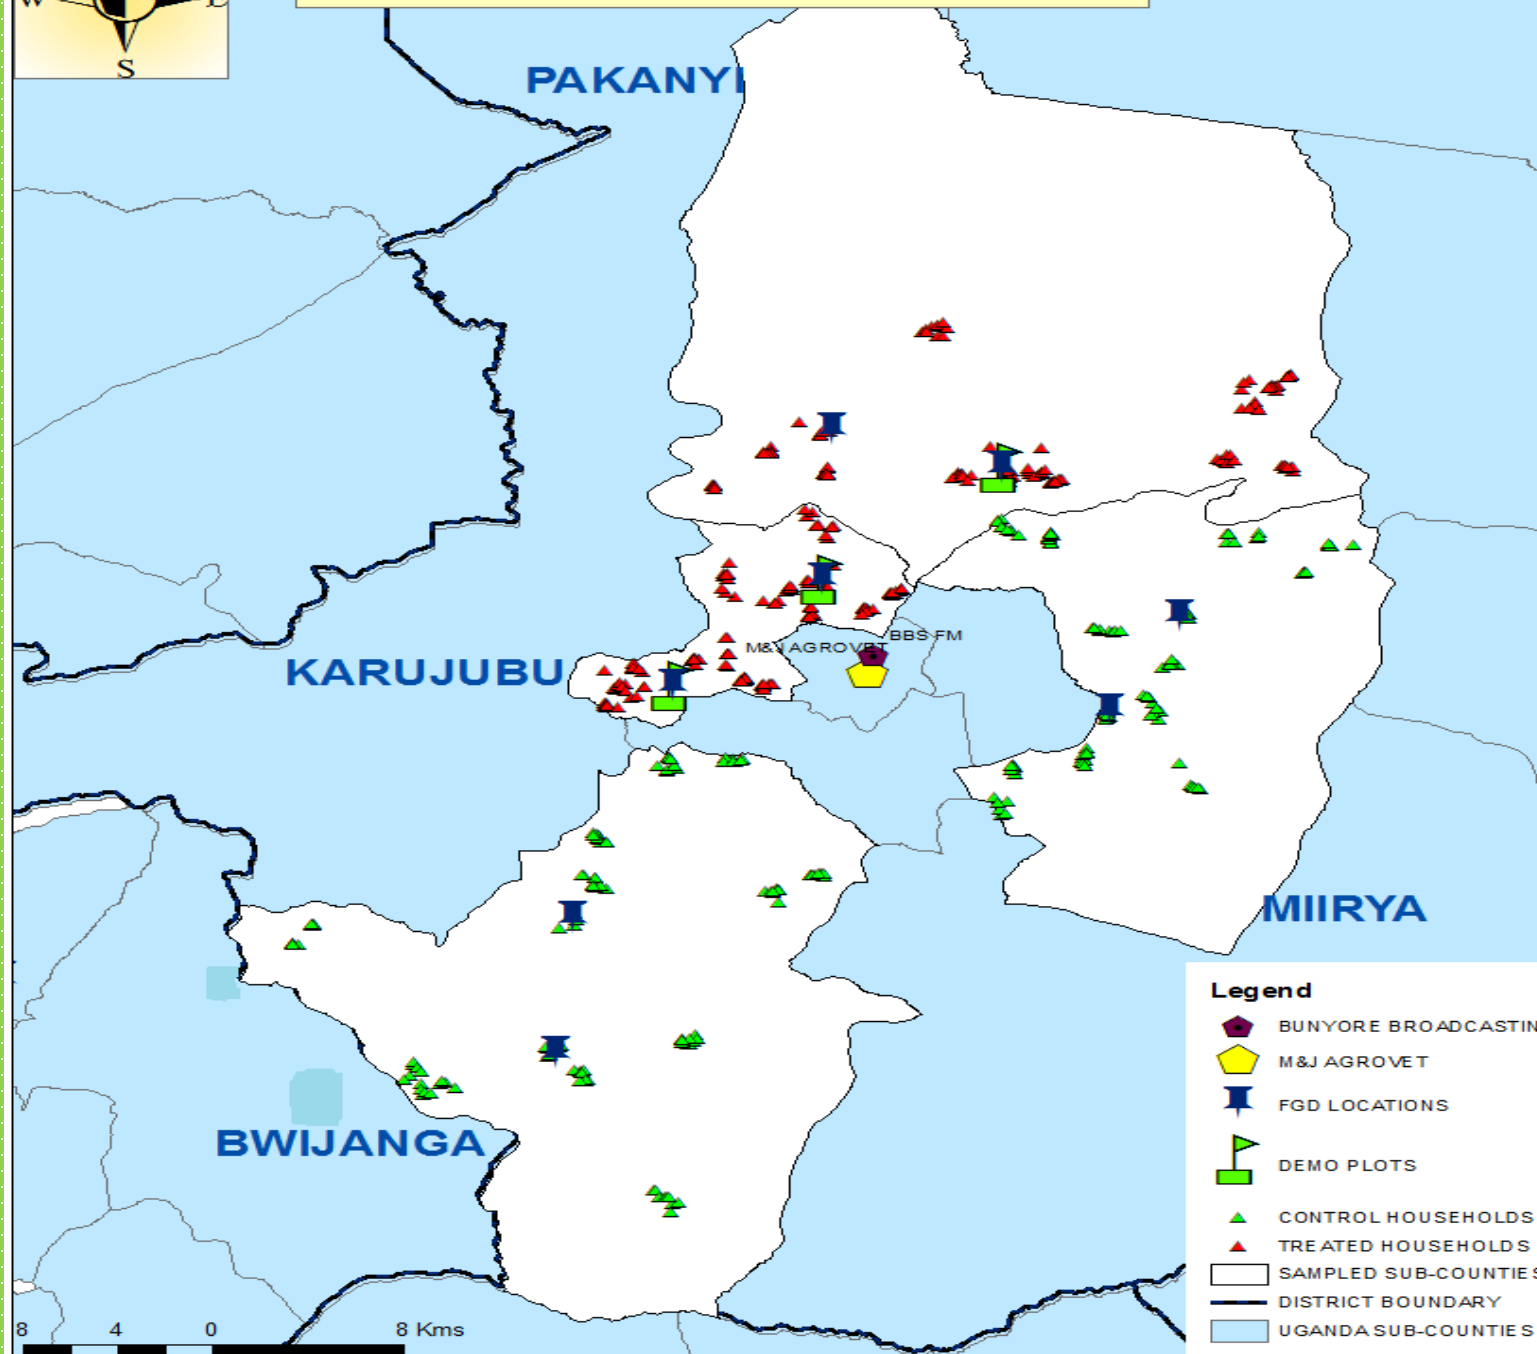 W
E
S
PAKANYI
KARUJUBU
M&J AGROVET
BBS FM
MIIRYA
BWIJANGA
Legend
BUNYORE BROADCASTIN
M&J AGROVET
FGD LOCATIONS
DEMO PLOTS
CONTROL HOUSEHOLDS
TREATED HOUSEHOLDS
SAMPLED SUB-COUNTIES
DISTRICT BOUNDARY
UGANDA SUB-COUNTIES
8 4 0 8 Kms